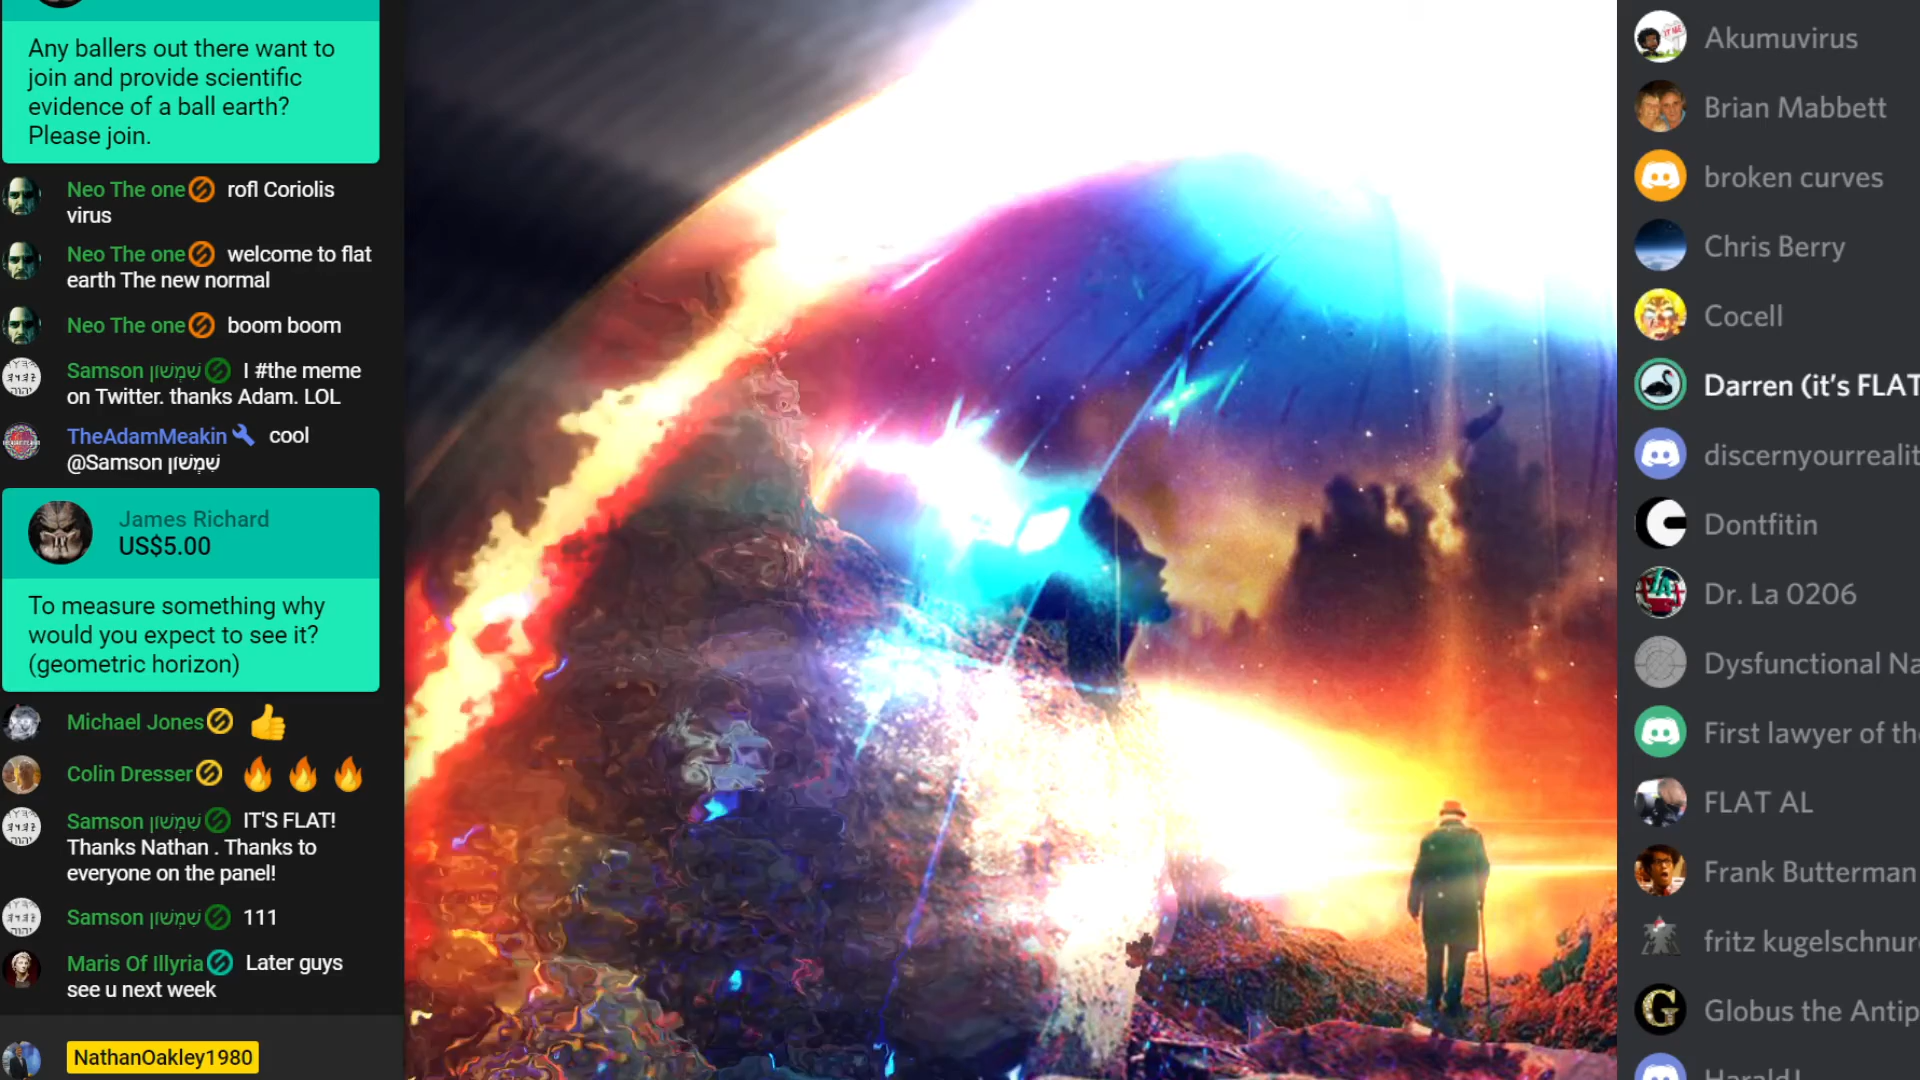 Any ballers out there want to
join and provide scientific
evidence of a ball earth?
Please join.
Neo The one rofl Coriolis
virus
Neo The one welcome to flat
earth The new normal
Neo The one boom boom
Samson שִׁמְשׁוֹן I #the meme
on Twitter. thanks Adam. LOL
TheAdamMeakin cool
@Samson שִׁמְשׁוֹן
James Richard
US$5.00
To measure something why
would you expect to see it?
(geometric horizon)
Michael Jones 👍
Colin Dresser 🔥 🔥 🔥
Samson שִׁמְשׁוֹן IT'S FLAT!
Thanks Nathan . Thanks to
everyone on the panel!
Samson שִׁמְשׁוֹן 111
Maris Of Illyria Later guys
see u next week
NathanOakley1980
Akumuvirus
Brian Mabbett
broken curves
Chris Berry
Cocell
Darren (it's FLAT
discernyourrealit
Dontfitin
Dr. La 0206
Dysfunctional Na
First lawyer of th
FLAT AL
Frank Butterman
fritz kugelschnur
Globus the Antip
Harald!